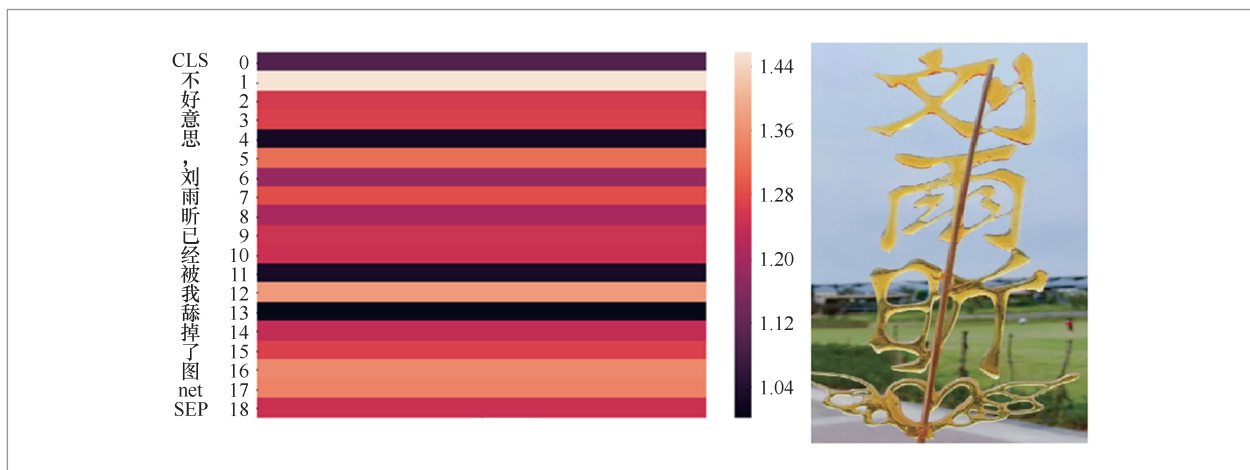 CLS 0
不 1
好 2
意 3
思 4
， 5
刘 6
雨 7
昕 8
已 9
经 10
被 11
我 12
舔 13
掉 14
了 15
图 16
net 17
SEP 18
1.44
1.36
1.28
1.20
1.12
1.04
刘
雨
昕